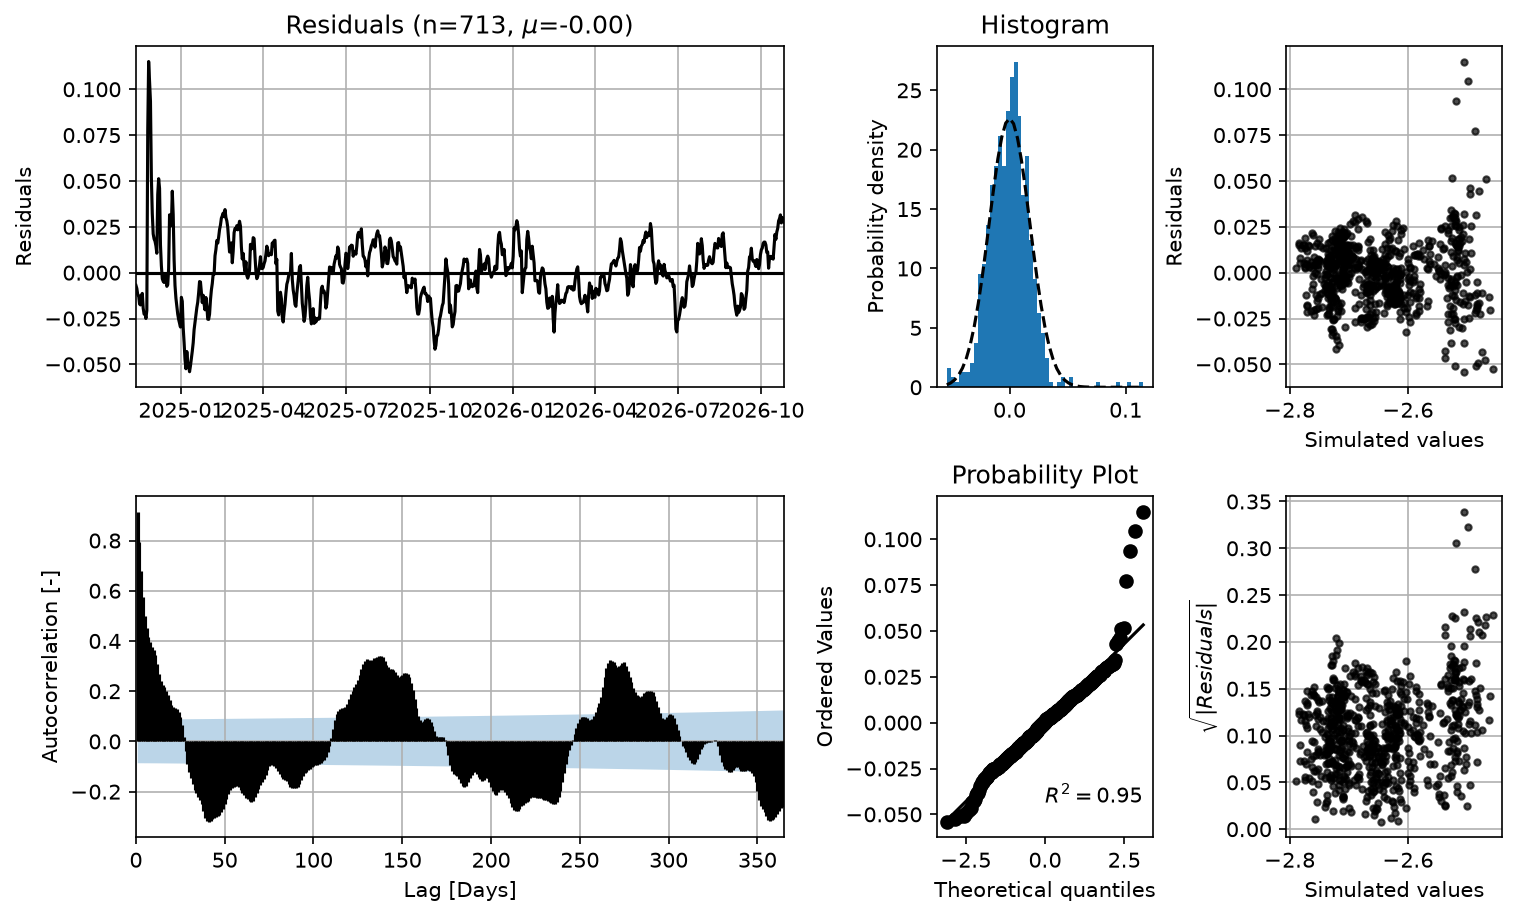 Residuals (n=713, μ=-0.00)
Residuals
0.100
0.075
0.050
0.025
0.000
−0.025
−0.050
2025-01 2025-04 2025-07 2025-10 2026-01 2026-04 2026-07 2026-10
Histogram
Probability density
25
20
15
10
5
0
0.0 0.1
Residuals
0.100
0.075
0.050
0.025
0.000
−0.025
−0.050
−2.8 −2.6
Simulated values
Autocorrelation [-]
0.8
0.6
0.4
0.2
0.0
−0.2
0 50 100 150 200 250 300 350
Lag [Days]
Probability Plot
Ordered Values
0.100
0.075
0.050
0.025
0.000
−0.025
−0.050
R² = 0.95
−2.5 0.0 2.5
Theoretical quantiles
√|Residuals|
0.35
0.30
0.25
0.20
0.15
0.10
0.05
0.00
−2.8 −2.6
Simulated values